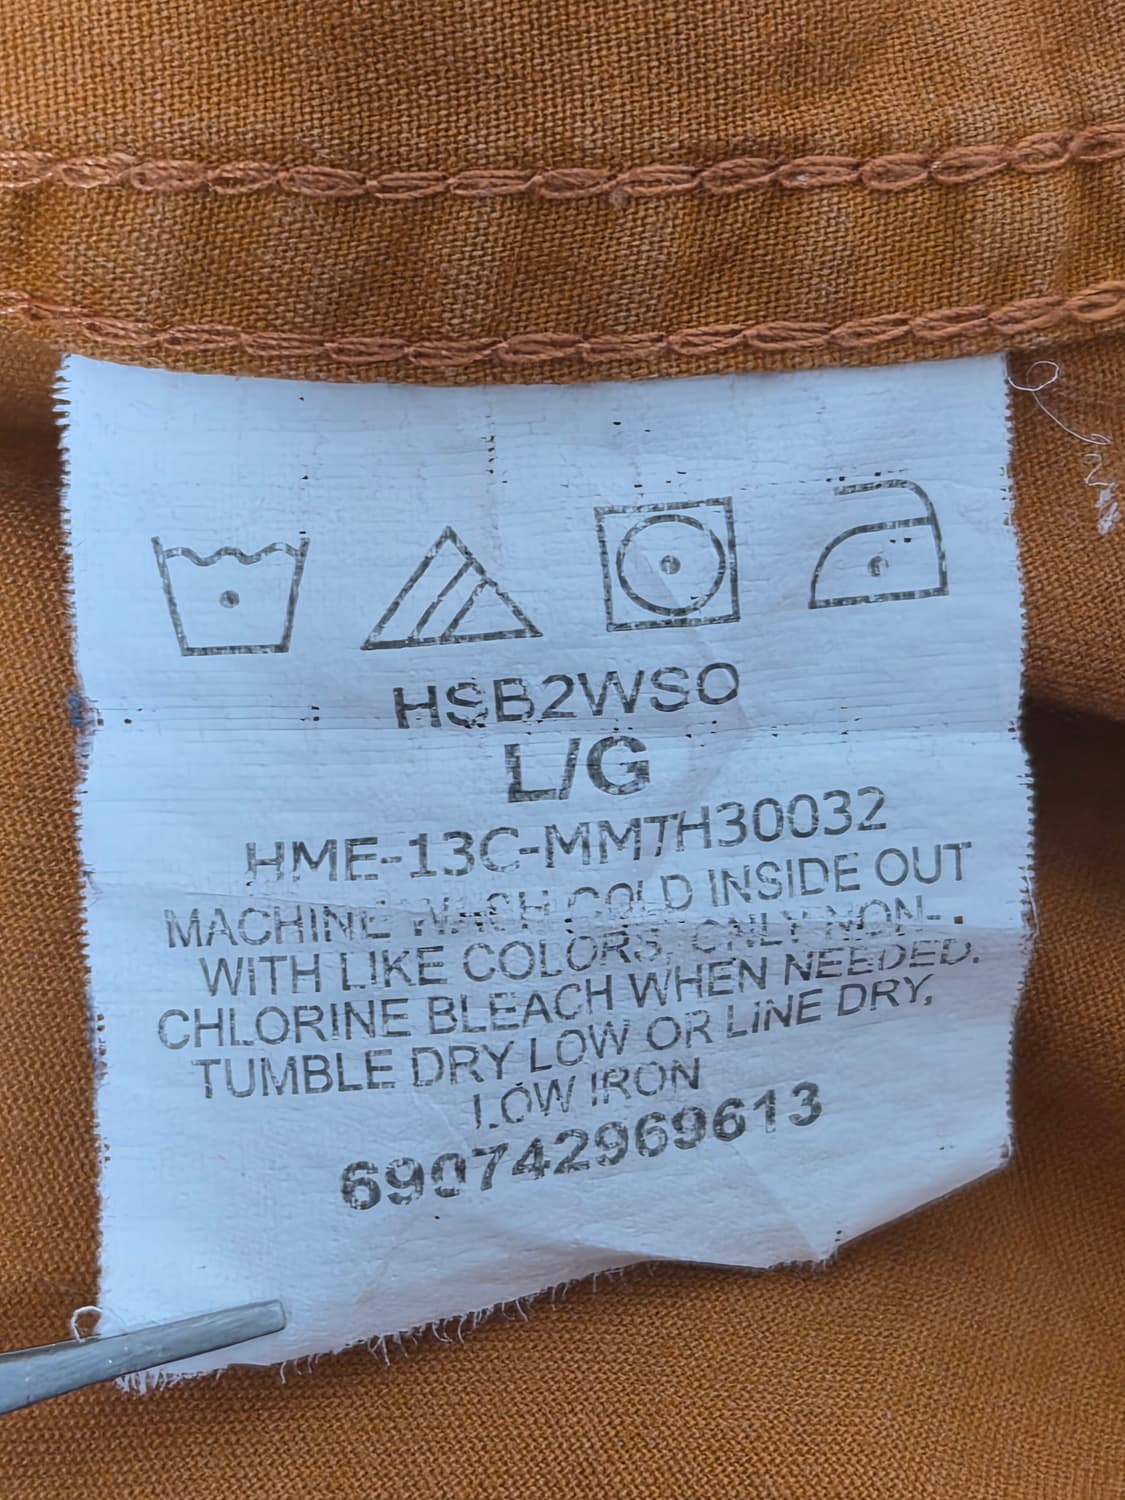 HSB2WSO
L/G
HME-13C-MMTH30032
MACHINE WASH COLD INSIDE OUT
WITH LIKE COLORS, ONLY NON-
CHLORINE BLEACH WHEN NEEDED.
TUMBLE DRY LOW OR LINE DRY,
LOW IRON
690742969613